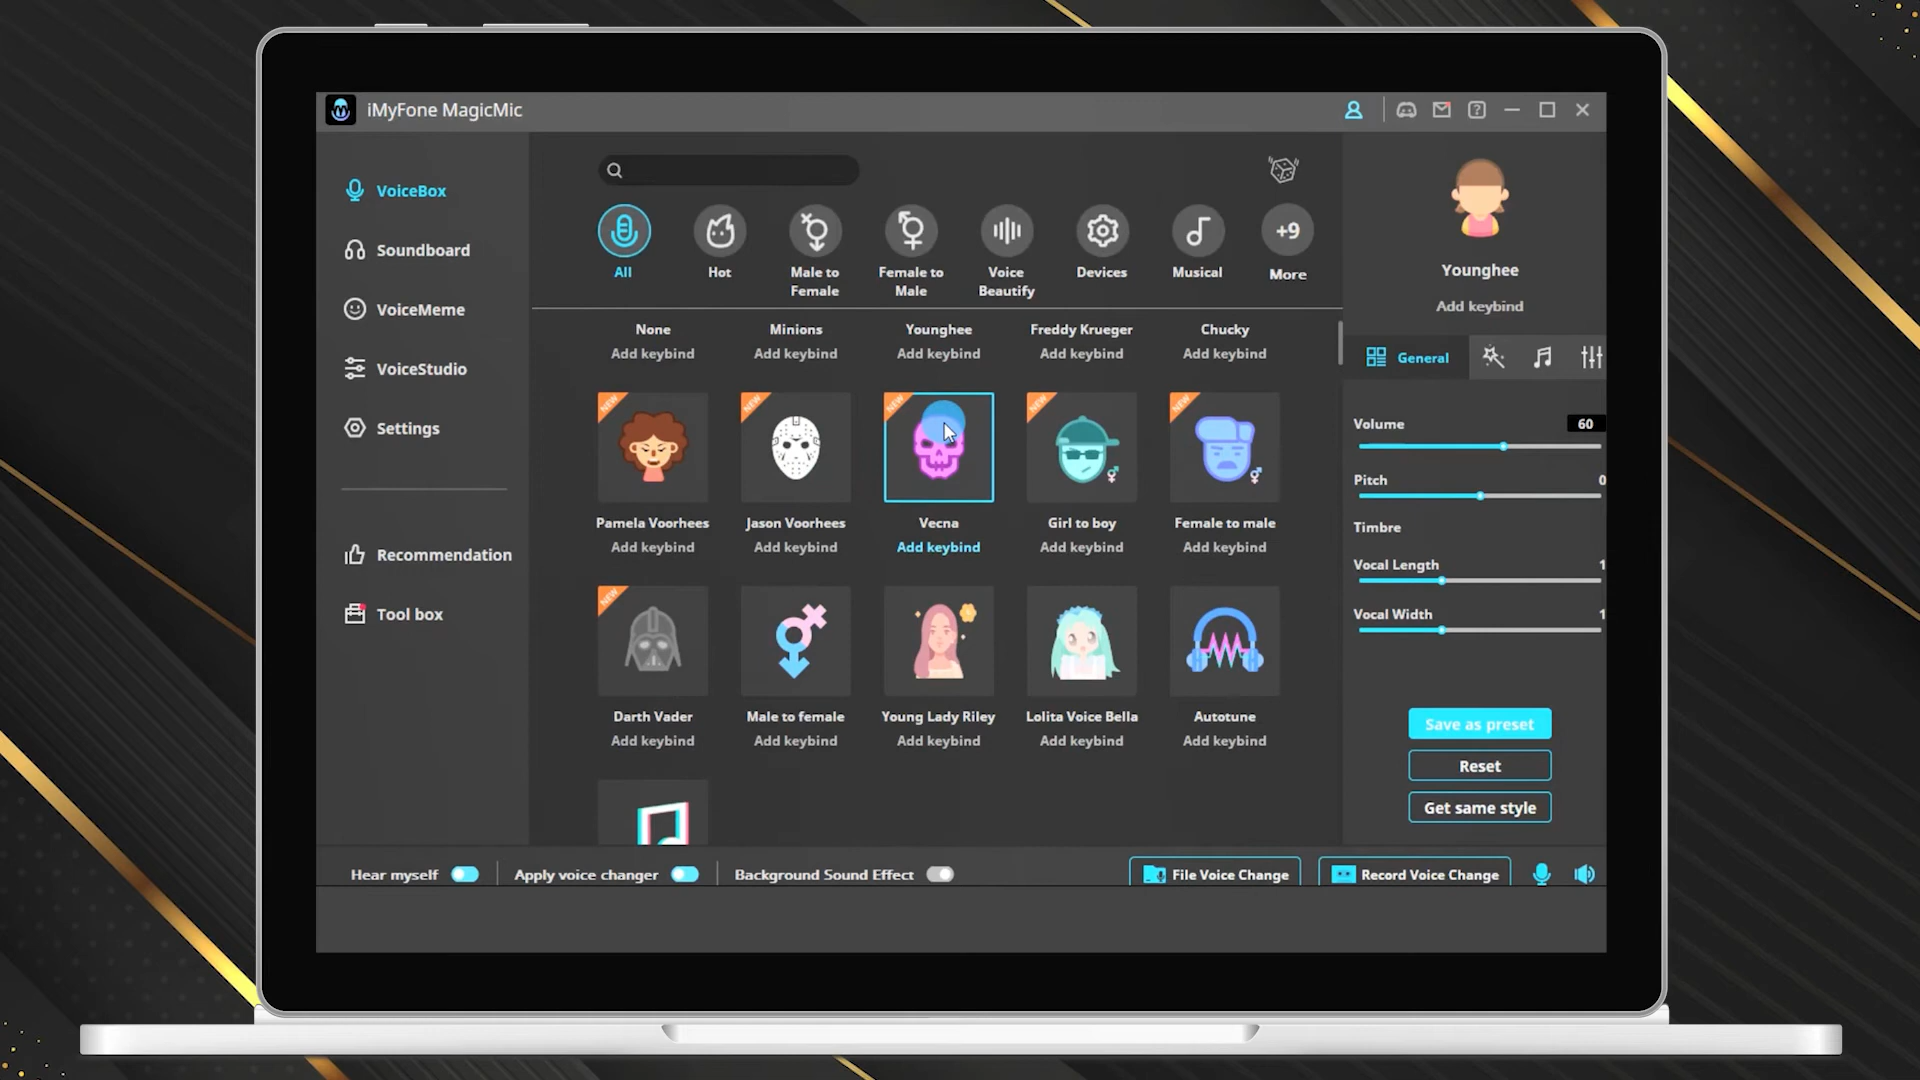 iMyFone MagicMic
VoiceBox
Soundboard
VoiceMeme
VoiceStudio
Settings
Recommendation
Tool box
All
Hot
Male to
Female
Female to
Male
Voice
Beautify
Devices
Musical
+9
More
None
Add keybind
Minions
Add keybind
Younghee
Add keybind
Freddy Krueger
Add keybind
Chucky
Add keybind
NEW
Pamela Voorhees
Add keybind
NEW
Jason Voorhees
Add keybind
NEW
Vecna
Add keybind
NEW
Girl to boy
Add keybind
NEW
Female to male
Add keybind
NEW
Darth Vader
Add keybind
Male to female
Add keybind
Young Lady Riley
Add keybind
Lolita Voice Bella
Add keybind
Autotune
Add keybind
Younghee
Add keybind
General
Volume 60
Pitch 0
Timbre
Vocal Length 1
Vocal Width 1
Save as preset
Reset
Get same style
Hear myself
Apply voice changer
Background Sound Effect
File Voice Change
Record Voice Change